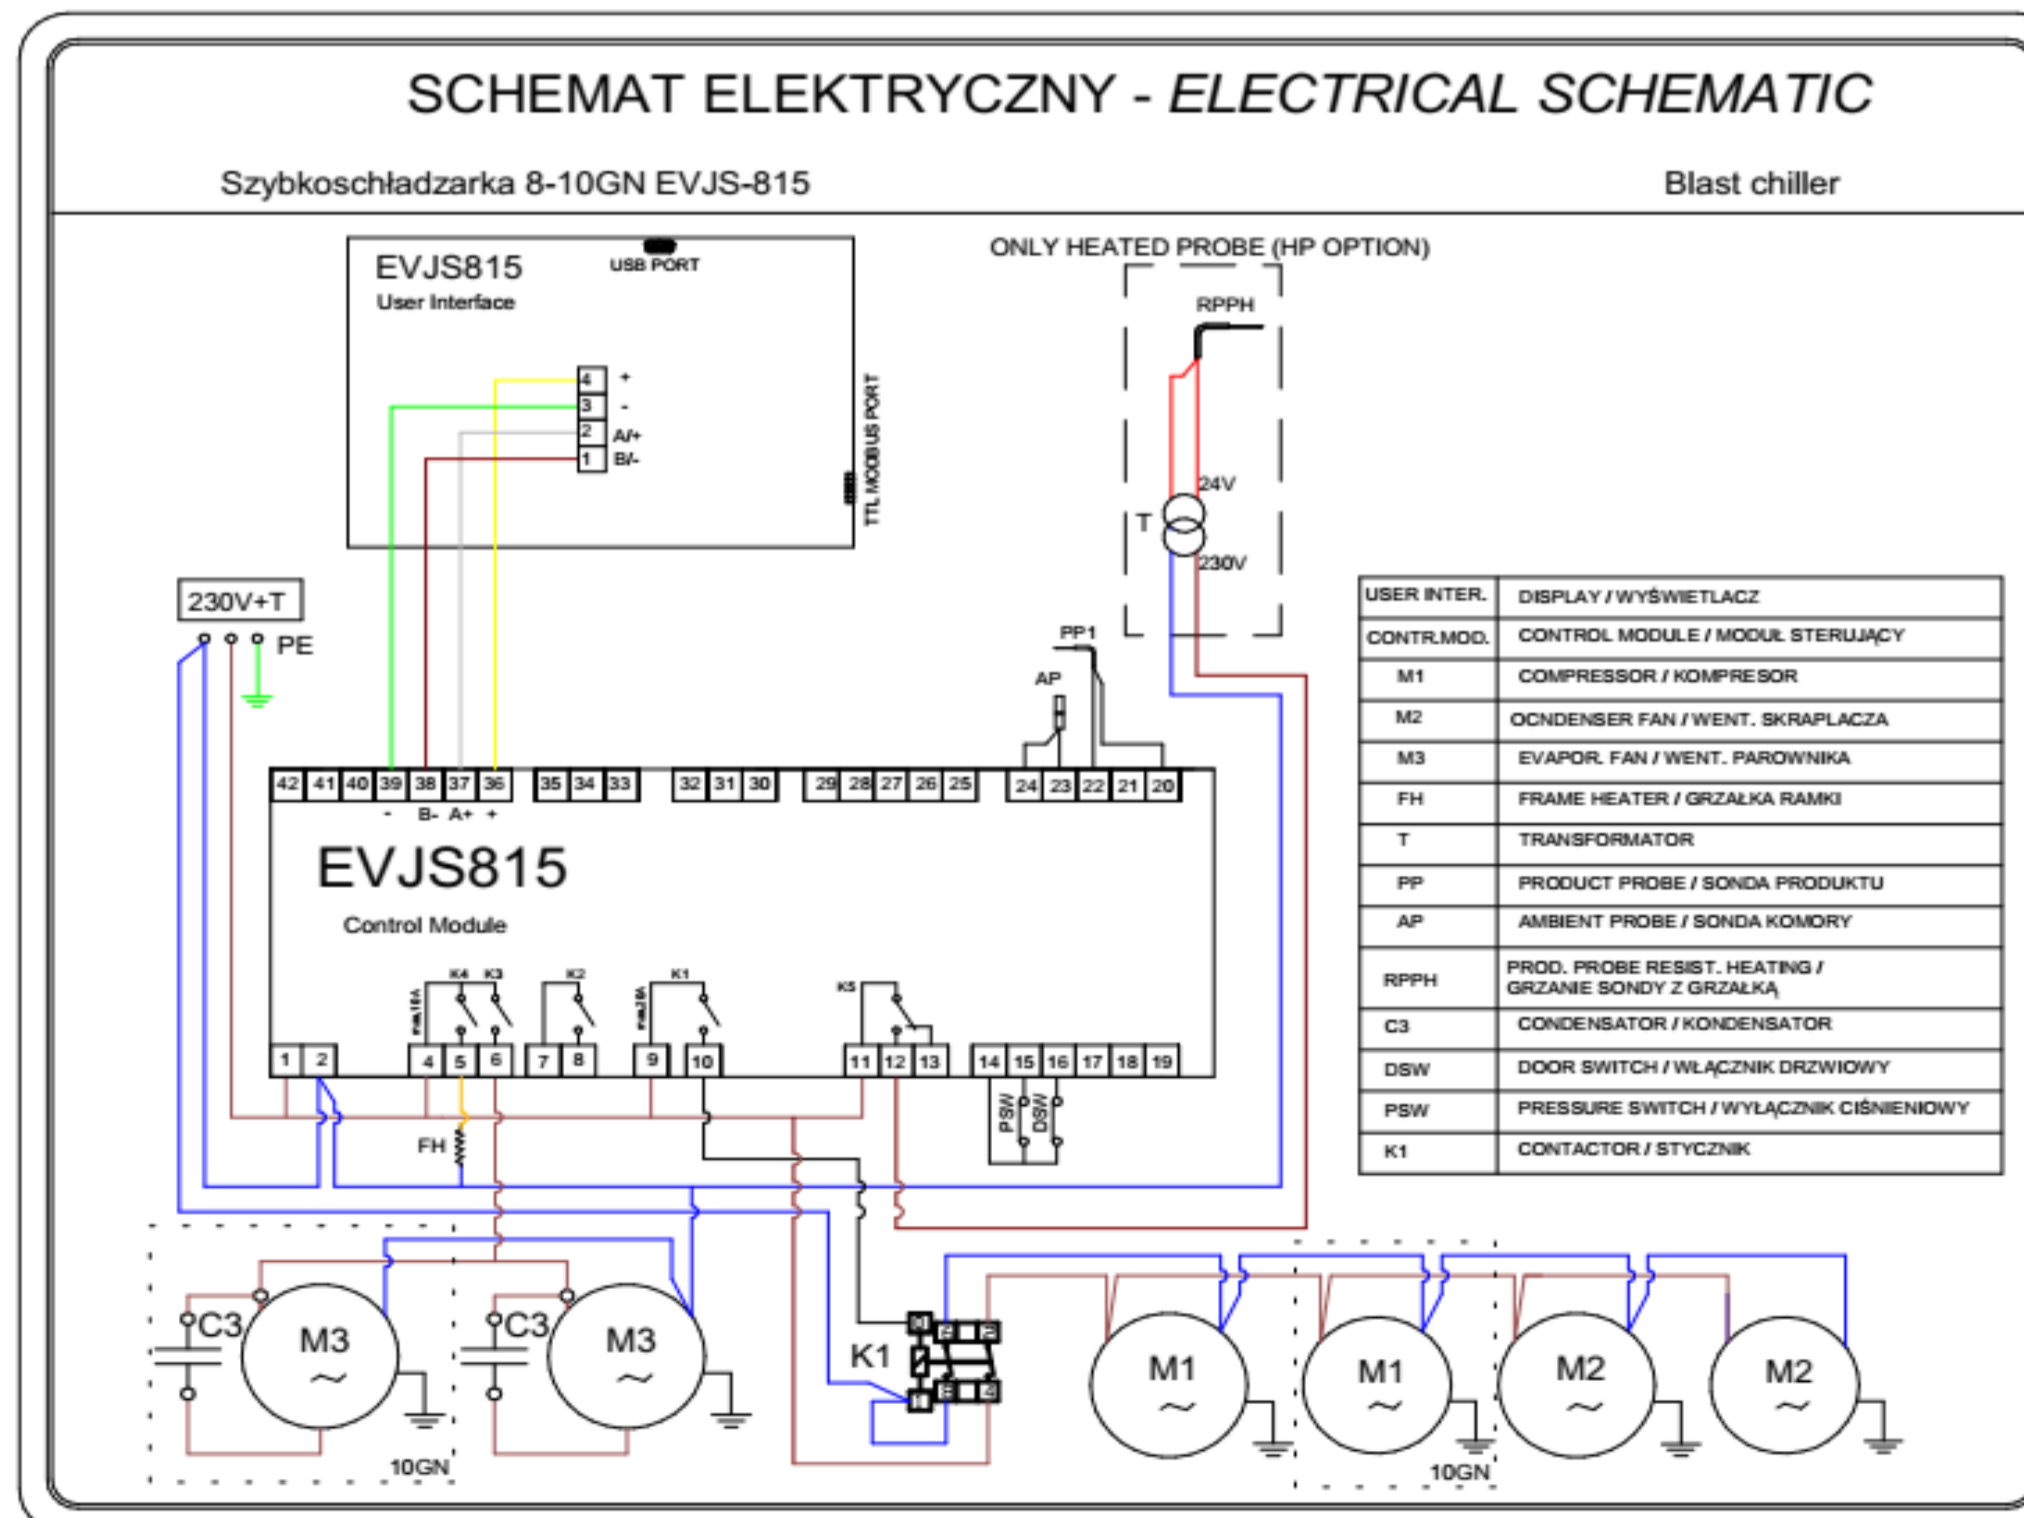 SCHEMAT ELEKTRYCZNY - ELECTRICAL SCHEMATIC
Szybkoschładzarka 8-10GN EVJS-815
Blast chiller
EVJS815
User Interface
USB PORT
4 +
3 -
2 A/+
1 B/-
TTL MODBUS PORT
ONLY HEATED PROBE (HP OPTION)
RPPH
24V
T
230V
230V+T
PE
PP1
AP
42 41 40 39 38 37 36 35 34 33 32 31 30 29 28 27 26 25 24 23 22 21 20
- B- A+ +
EVJS815
Control Module
K4 K3 K2 K1 K5
1 2 4 5 6 7 8 9 10 11 12 13 14 15 16 17 18 19
FH
PSW
DSW
C3
M3
~
10GN
C3
M3
~
K1
M1
~
M1
~
10GN
M2
~
M2
~
USER INTER. DISPLAY / WYŚWIETLACZ
CONTR.MOD. CONTROL MODULE / MODUŁ STERUJĄCY
M1 COMPRESSOR / KOMPRESOR
M2 OCNDENSER FAN / WENT. SKRAPLACZA
M3 EVAPOR. FAN / WENT. PAROWNIKA
FH FRAME HEATER / GRZAŁKA RAMKI
T TRANSFORMATOR
PP PRODUCT PROBE / SONDA PRODUKTU
AP AMBIENT PROBE / SONDA KOMORY
RPPH PROD. PROBE RESIST. HEATING /
GRZANIE SONDY Z GRZAŁKĄ
C3 CONDENSATOR / KONDENSATOR
DSW DOOR SWITCH / WŁĄCZNIK DRZWIOWY
PSW PRESSURE SWITCH / WYŁĄCZNIK CIŚNIENIOWY
K1 CONTACTOR / STYCZNIK